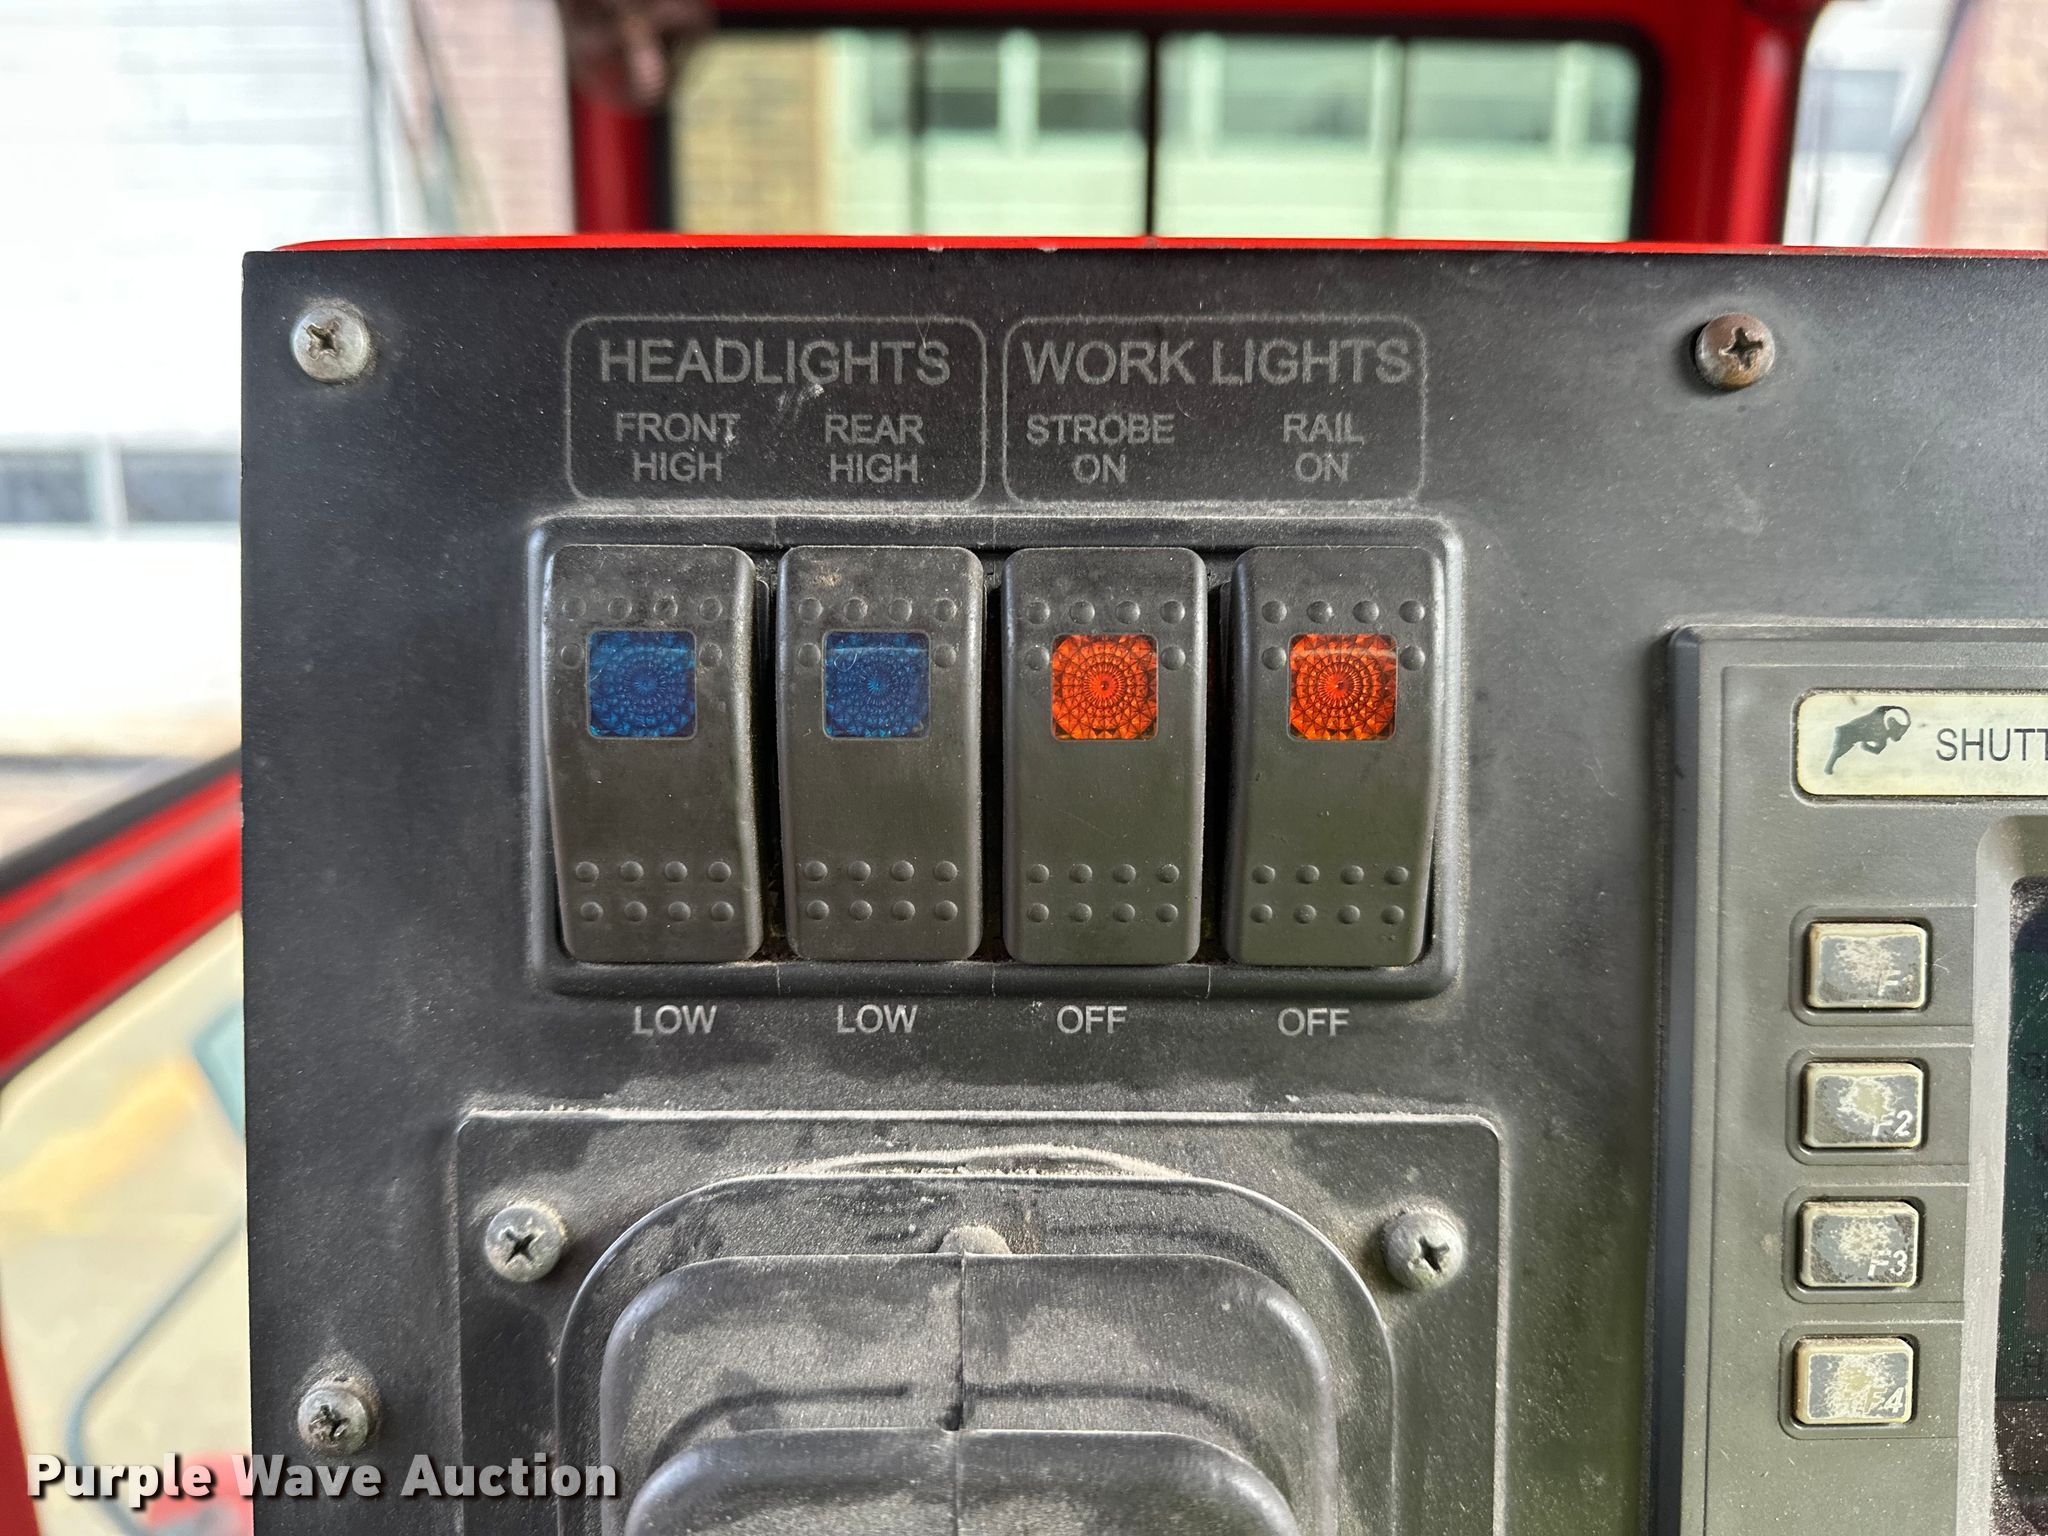 HEADLIGHTS
FRONT
HIGH
REAR
HIGH
WORK LIGHTS
STROBE
ON
RAIL
ON
LOW
LOW
OFF
OFF
SHUTT
F
F2
F3
F4
Purple Wave Auction